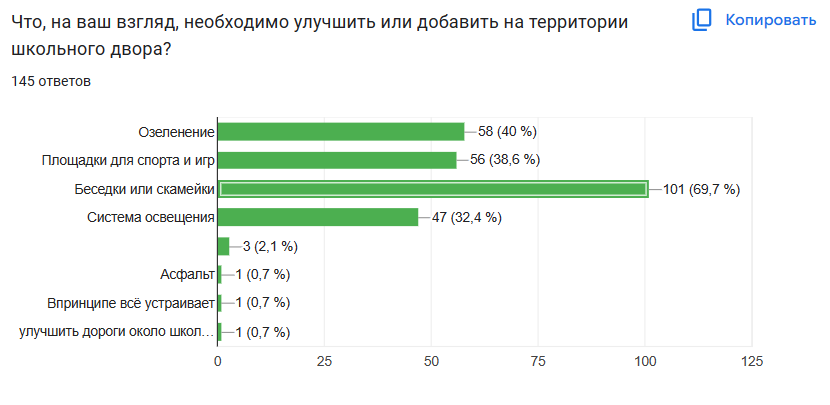 Что, на ваш взгляд, необходимо улучшить или добавить на территории
школьного двора?
Копировать
145 ответов
Озеленение 58 (40 %)
Площадки для спорта и игр 56 (38,6 %)
Беседки или скамейки 101 (69,7 %)
Система освещения 47 (32,4 %)
3 (2,1 %)
Асфальт 1 (0,7 %)
Впринципе всё устраивает 1 (0,7 %)
улучшить дороги около школ... 1 (0,7 %)
0 25 50 75 100 125